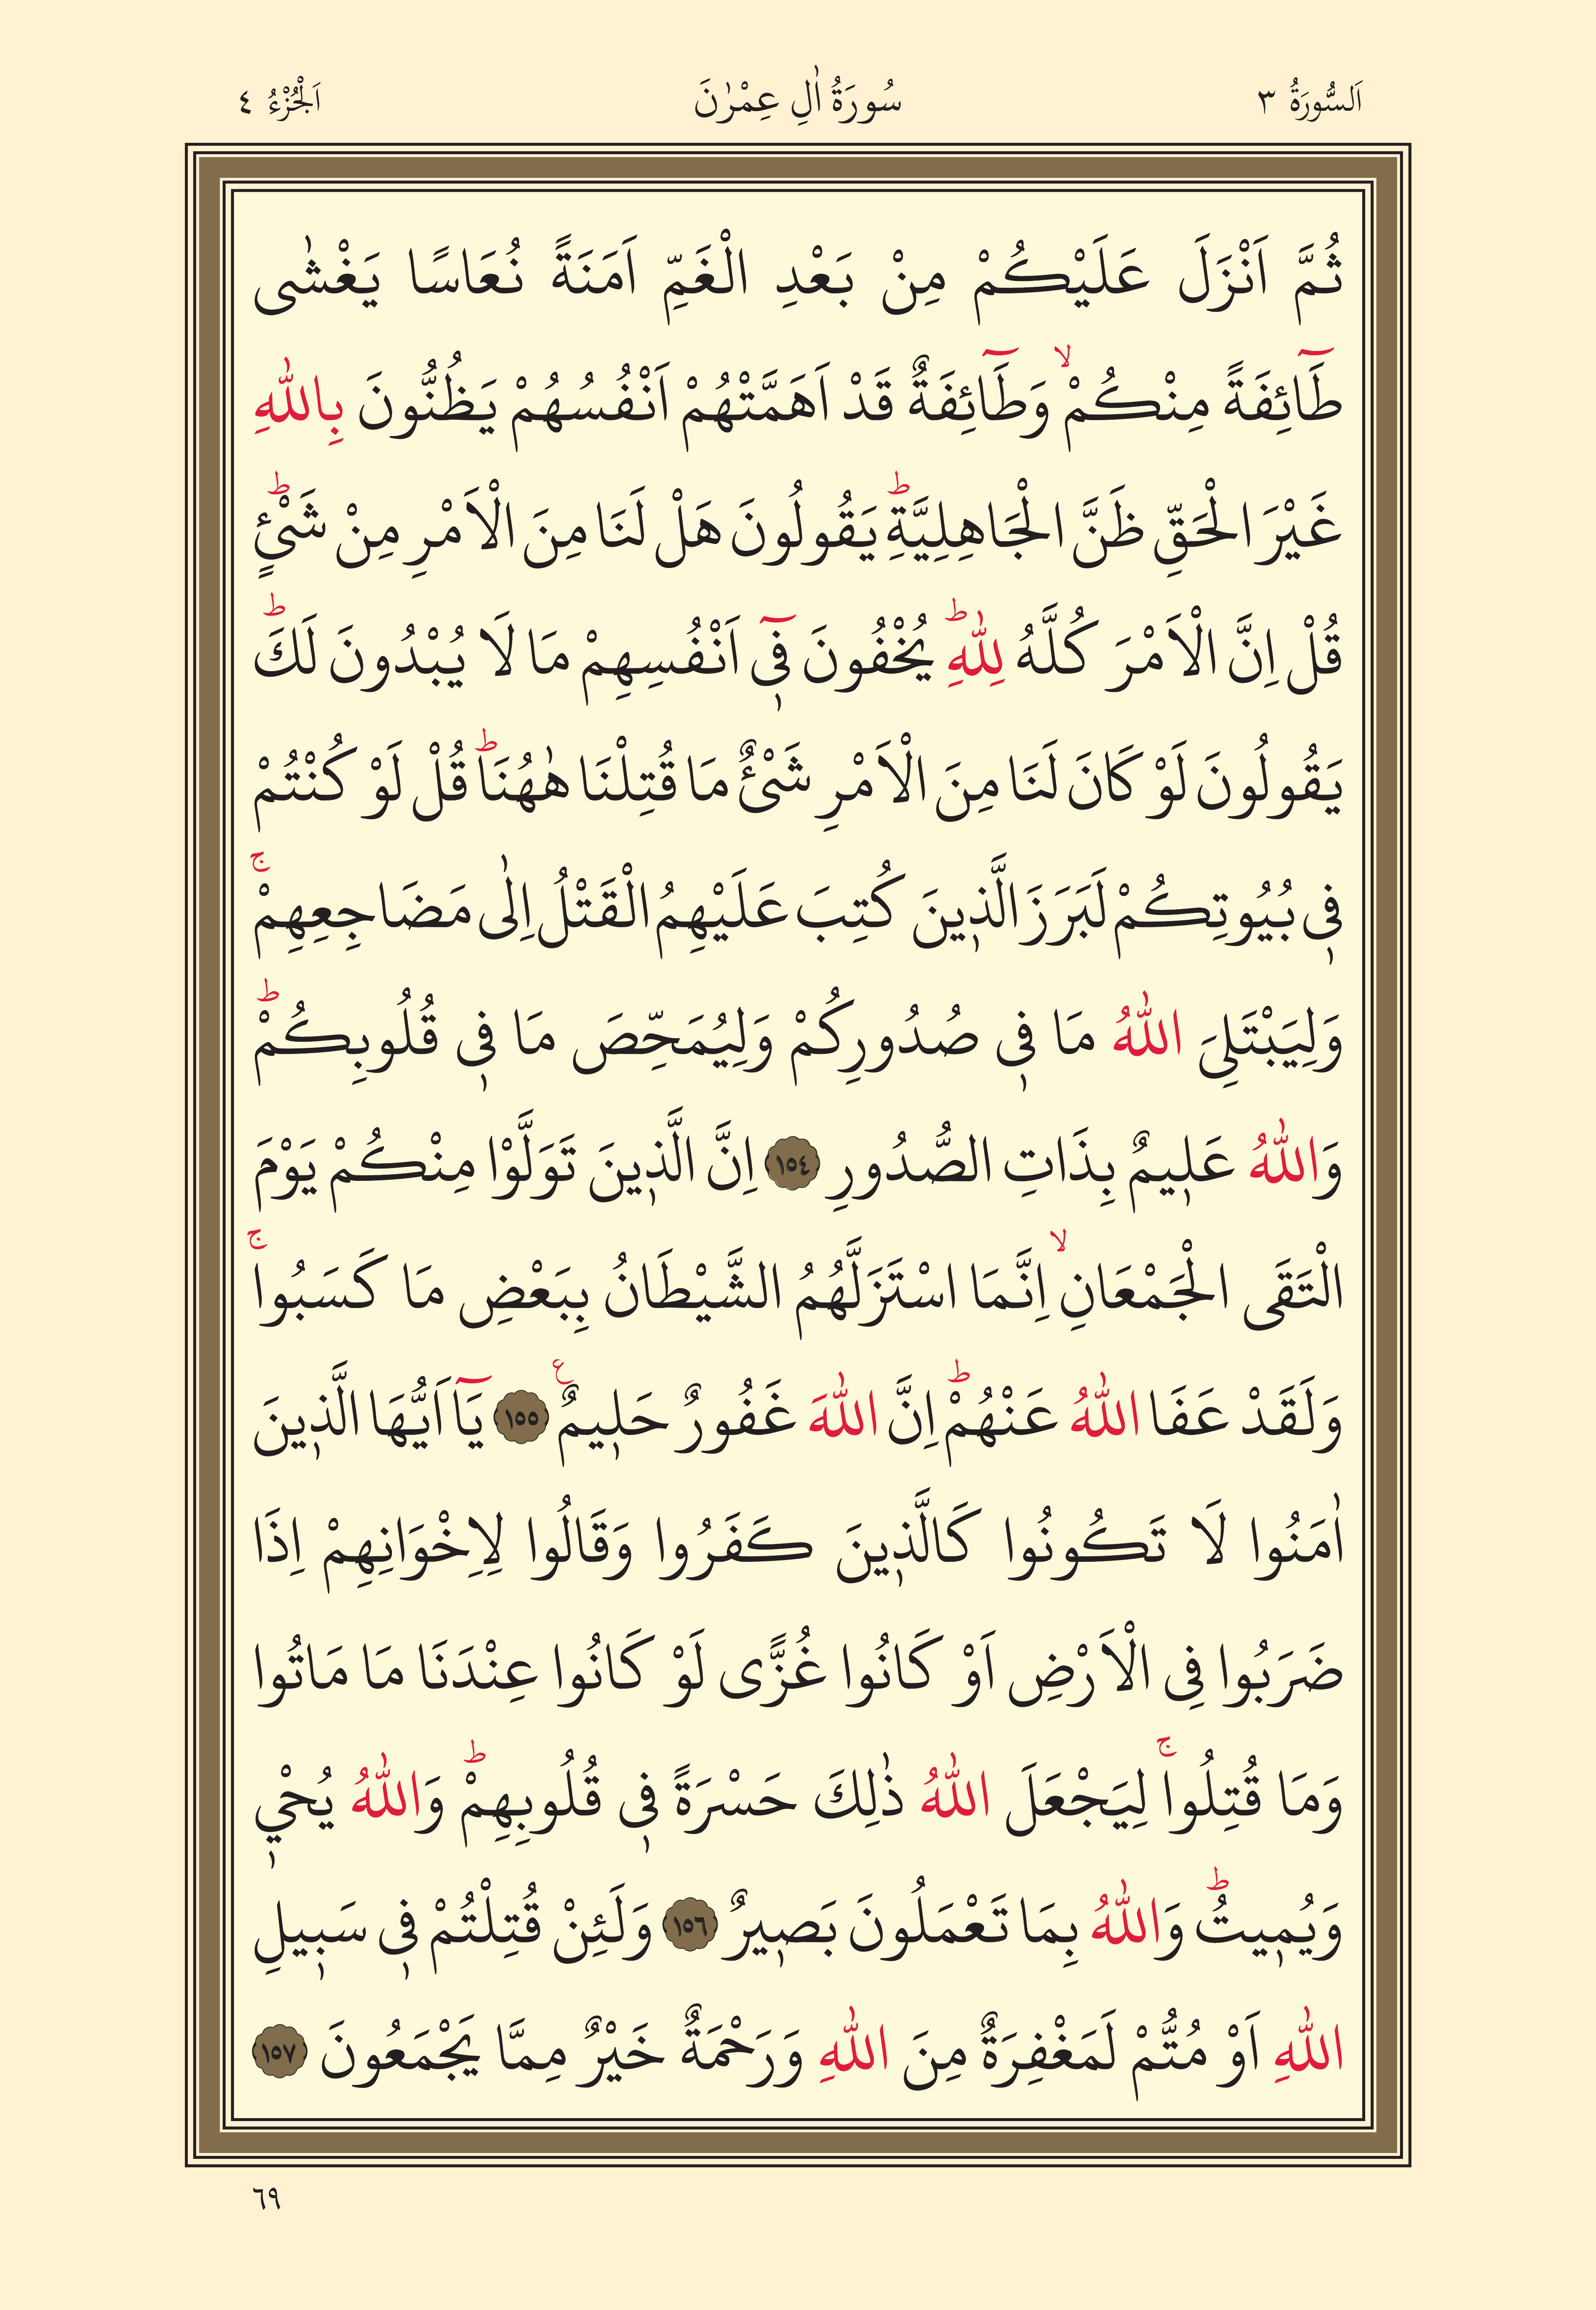 اَلسُّورَةُ ٣ سُورَةُ اٰلِ عِمْرٰنَ اَلْجُزْءُ ٤
ثُمَّ اَنْزَلَ عَلَيْكُمْ مِنْ بَعْدِ الْغَمِّ اَمَنَةً نُعَاسًا يَغْشٰى
طَٓائِفَةً مِنْكُمْۙ وَطَٓائِفَةٌ قَدْ اَهَمَّتْهُمْ اَنْفُسُهُمْ يَظُنُّونَ بِاللّٰهِ
غَيْرَ الْحَقِّ ظَنَّ الْجَاهِلِيَّةِۜ يَقُولُونَ هَلْ لَنَا مِنَ الْاَمْرِ مِنْ شَيْءٍۜ
قُلْ اِنَّ الْاَمْرَ كُلَّهُ لِلّٰهِۜ يُخْفُونَ ف۪ٓي اَنْفُسِهِمْ مَا لَا يُبْدُونَ لَكَۜ
يَقُولُونَ لَوْ كَانَ لَنَا مِنَ الْاَمْرِ شَيْءٌ مَا قُتِلْنَا هٰهُنَاۜ قُلْ لَوْ كُنْتُمْ
ف۪ي بُيُوتِكُمْ لَبَرَزَ الَّذ۪ينَ كُتِبَ عَلَيْهِمُ الْقَتْلُ اِلٰى مَضَاجِعِهِمْۚ
وَلِيَبْتَلِيَ اللّٰهُ مَا ف۪ي صُدُورِكُمْ وَلِيُمَحِّصَ مَا ف۪ي قُلُوبِكُمْۜ
وَاللّٰهُ عَل۪يمٌ بِذَاتِ الصُّدُورِ ١٥٤ اِنَّ الَّذ۪ينَ تَوَلَّوْا مِنْكُمْ يَوْمَ
الْتَقَى الْجَمْعَانِۙ اِنَّمَا اسْتَزَلَّهُمُ الشَّيْطَانُ بِبَعْضِ مَا كَسَبُواۚ
وَلَقَدْ عَفَا اللّٰهُ عَنْهُمْۜ اِنَّ اللّٰهَ غَفُورٌ حَل۪يمٌ۟ ١٥٥ يَٓا اَيُّهَا الَّذ۪ينَ
اٰمَنُوا لَا تَكُونُوا كَالَّذ۪ينَ كَفَرُوا وَقَالُوا لِاِخْوَانِهِمْ اِذَا
ضَرَبُوا فِي الْاَرْضِ اَوْ كَانُوا غُزًّى لَوْ كَانُوا عِنْدَنَا مَا مَاتُوا
وَمَا قُتِلُواۚ لِيَجْعَلَ اللّٰهُ ذٰلِكَ حَسْرَةً ف۪ي قُلُوبِهِمْۜ وَاللّٰهُ يُحْي۪
وَيُم۪يتُۜ وَاللّٰهُ بِمَا تَعْمَلُونَ بَص۪يرٌ ١٥٦ وَلَئِنْ قُتِلْتُمْ ف۪ي سَب۪يلِ
اللّٰهِ اَوْ مُتُّمْ لَمَغْفِرَةٌ مِنَ اللّٰهِ وَرَحْمَةٌ خَيْرٌ مِمَّا يَجْمَعُونَ ١٥٧
٦٩